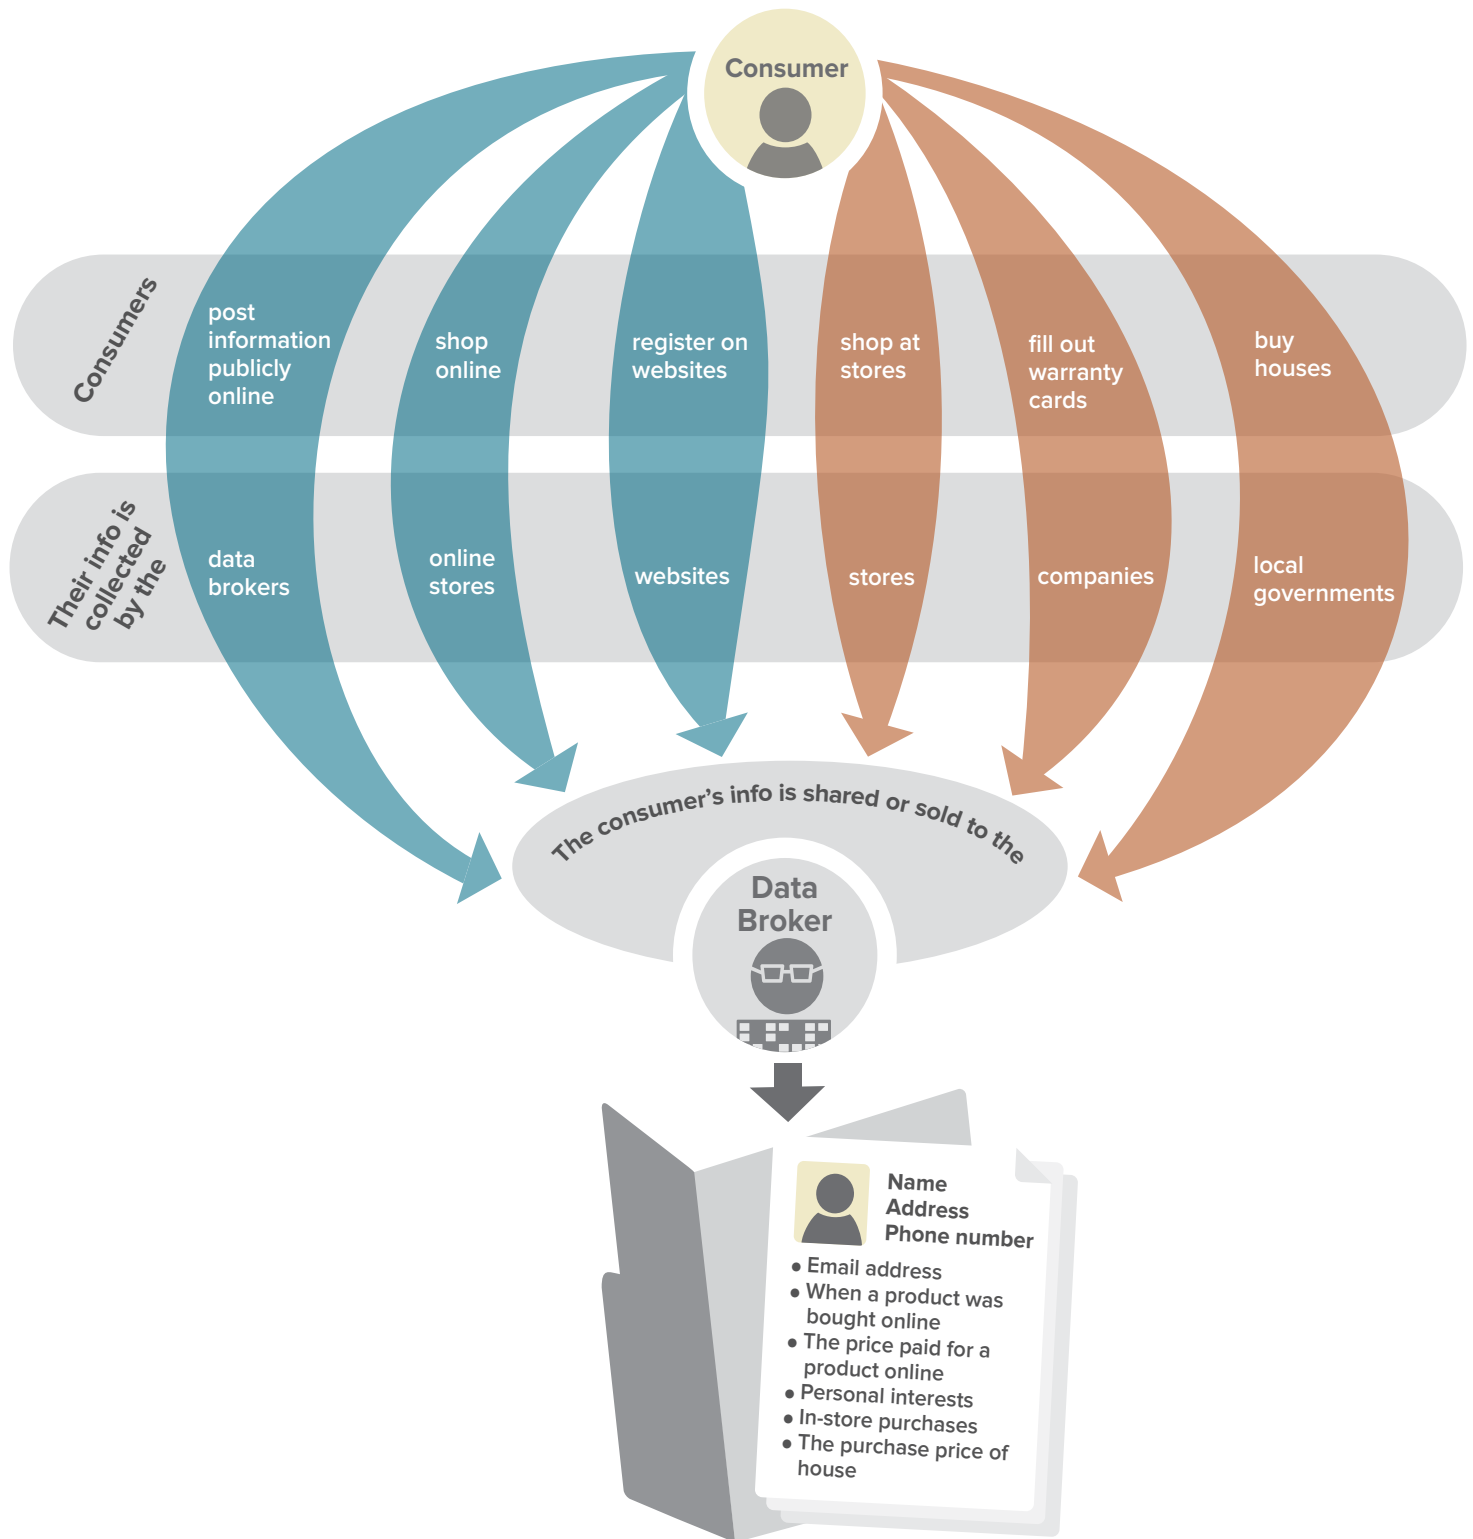 Consumer
Consumers
post
information
publicly
online
shop
online
register on
websites
shop at
stores
fill out
warranty
cards
buy
houses
Their info is
collected
by the
data
brokers
online
stores
websites
stores
companies
local
governments
The consumer’s info is shared or sold to the
Data
Broker
Name
Address
Phone number
• Email address
• When a product was
bought online
• The price paid for a
product online
• Personal interests
• In-store purchases
• The purchase price of
house